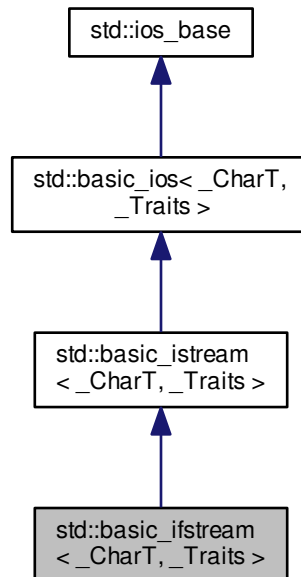 std::ios_base
std::basic_ios< _CharT,
_Traits >
std::basic_istream
< _CharT, _Traits >
std::basic_ifstream
< _CharT, _Traits >